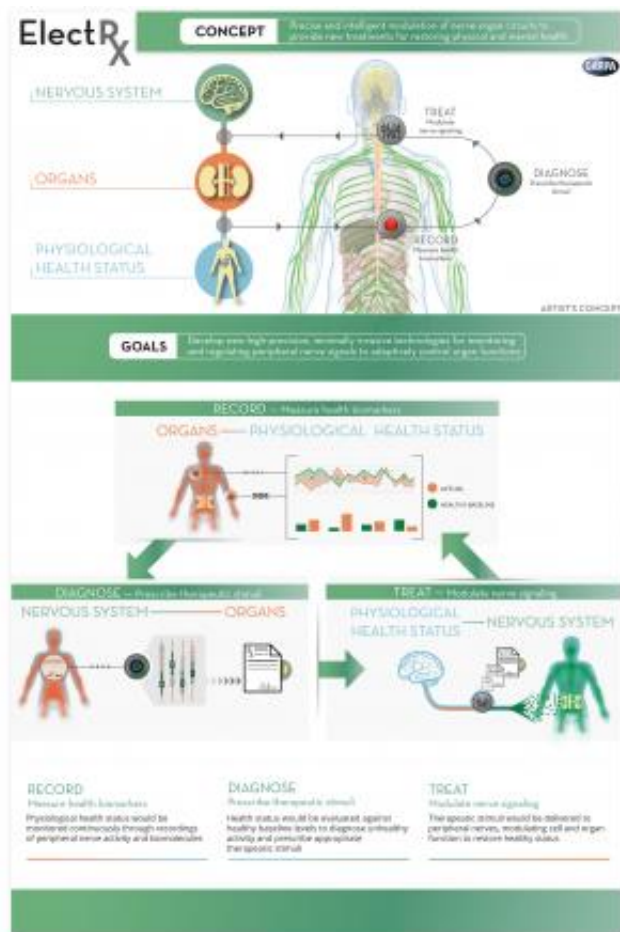 ElectRx
CONCEPT
Precise and intelligent modulation of nerve-organ circuits to
provide new treatments for restoring physical and mental health
DARPA
NERVOUS SYSTEM
TREAT
Modulate
nerve signaling
DIAGNOSE
Prescribe therapeutic
stimuli
ORGANS
RECORD
Measure health
biomarkers
PHYSIOLOGICAL
HEALTH STATUS
ARTIST'S CONCEPT
GOALS
Develop new high-precision, minimally invasive technologies for monitoring
and regulating peripheral nerve signals to adaptively control organ functions
RECORD — Measure health biomarkers
ORGANS — PHYSIOLOGICAL HEALTH STATUS
HEALTHY BASELINE
DIAGNOSE — Prescribe therapeutic stimuli
NERVOUS SYSTEM — ORGANS
TREAT — Modulate nerve signaling
PHYSIOLOGICAL
HEALTH STATUS — NERVOUS SYSTEM
RECORD
Measure health biomarkers
Physiological health status would be
monitored continuously through recordings
of peripheral nerve activity and biomolecules
DIAGNOSE
Prescribe therapeutic stimuli
Health status would be evaluated against
healthy baseline levels to diagnose unhealthy
activity and prescribe appropriate
therapeutic stimuli
TREAT
Modulate nerve signaling
Therapeutic stimuli would be delivered to
peripheral nerves, modulating cell and organ
function to restore healthy status